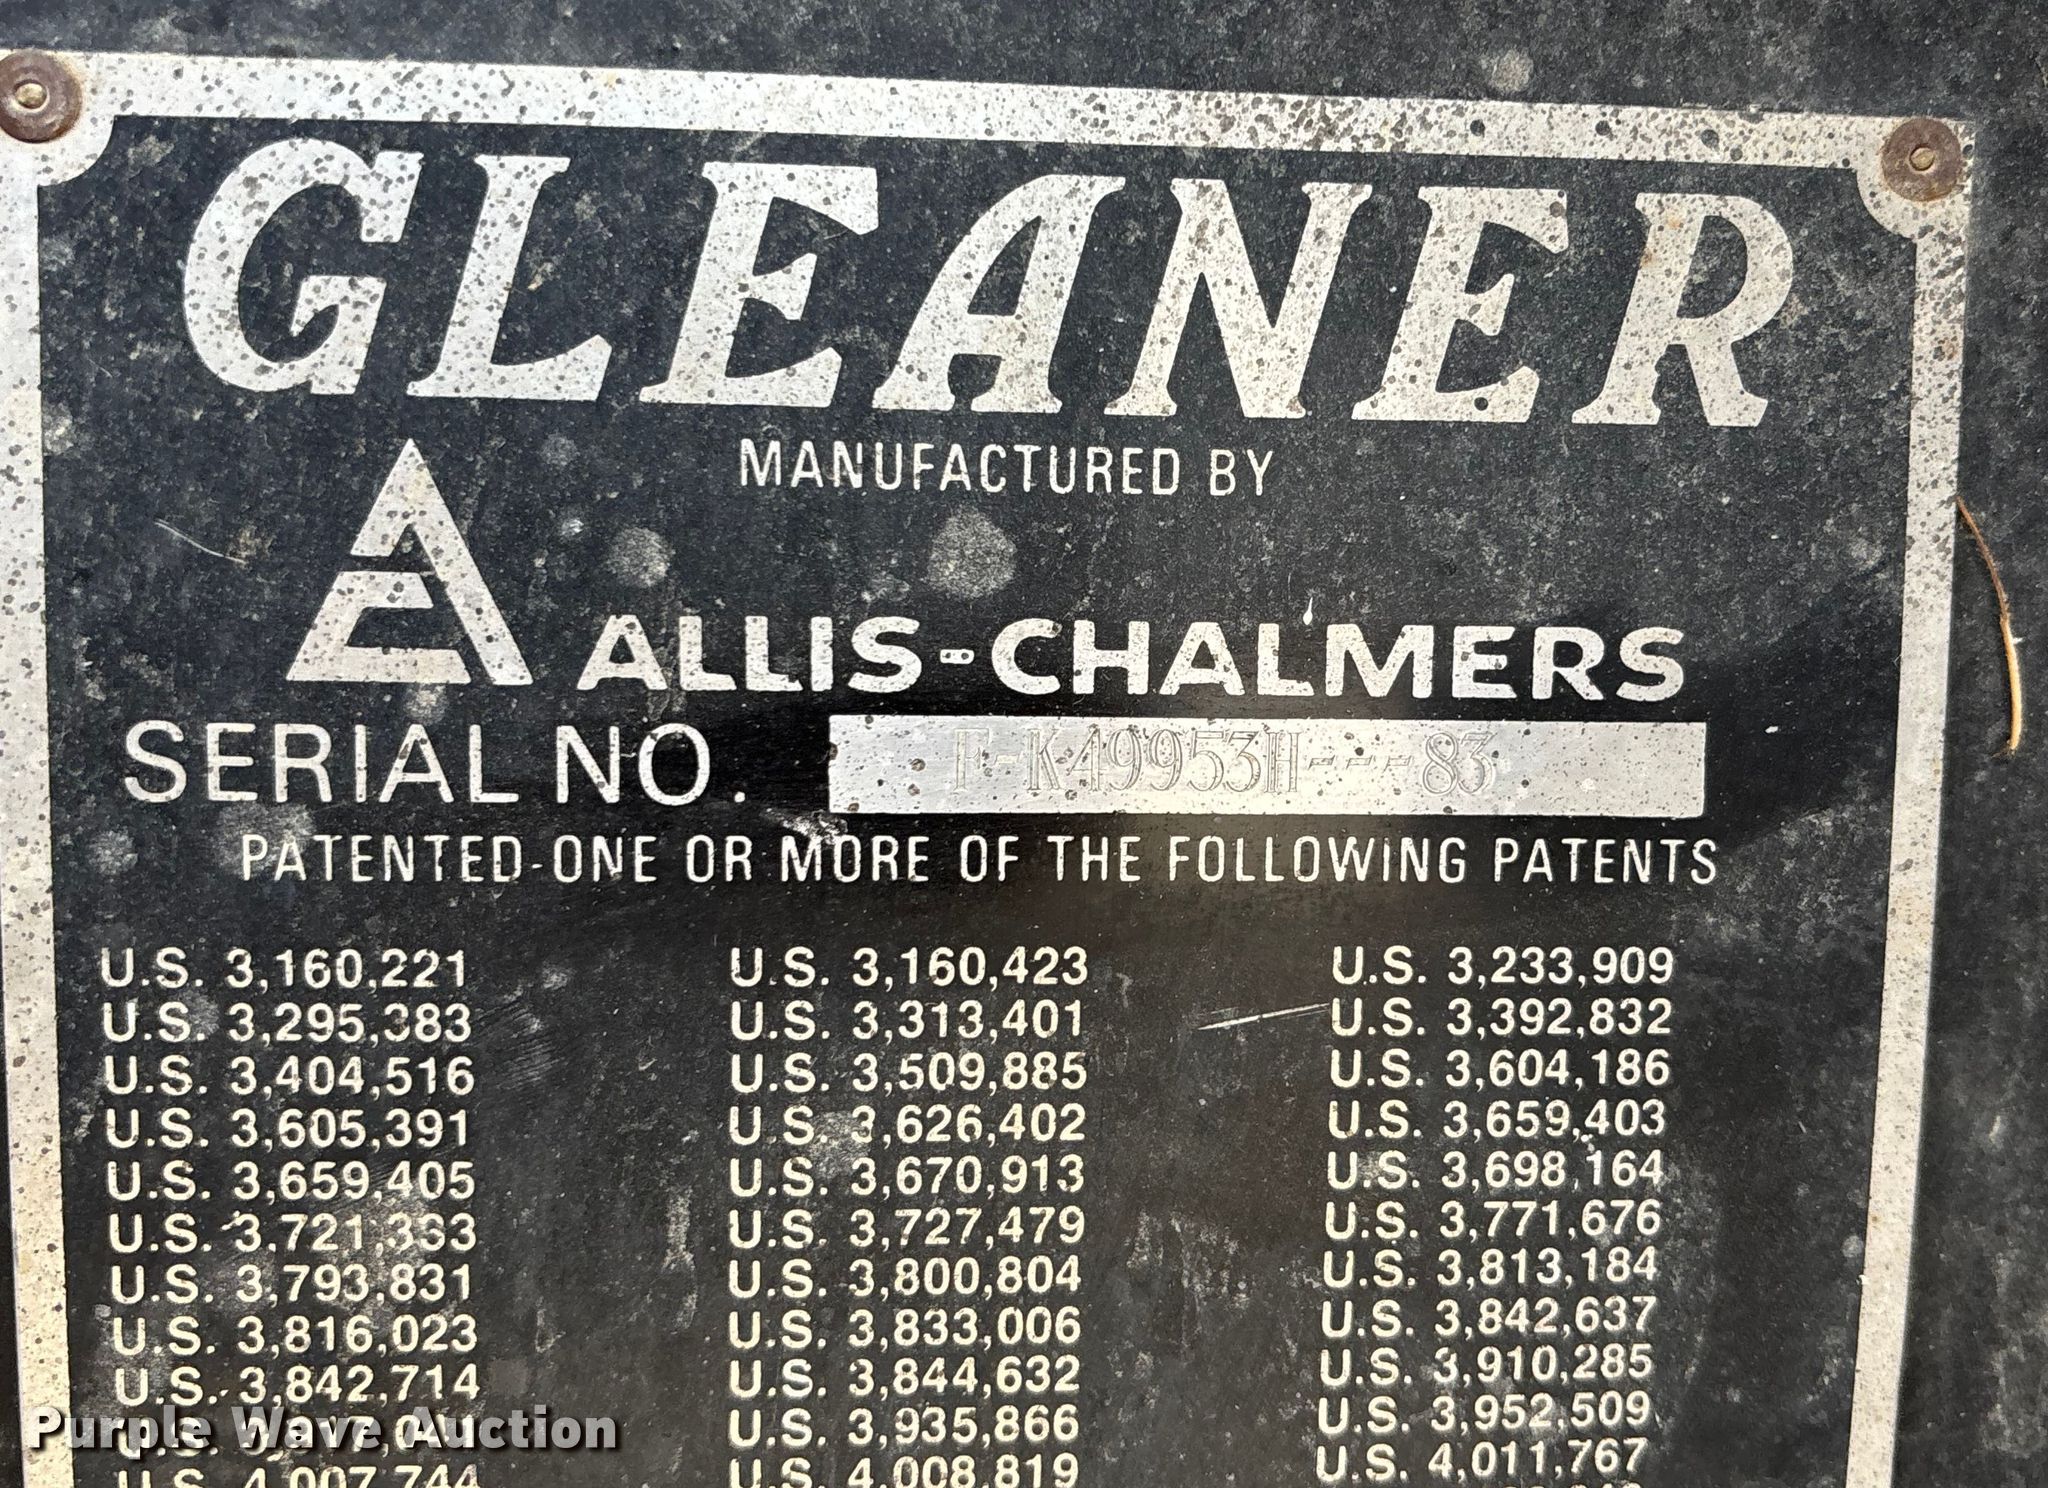 GLEANER
MANUFACTURED BY
ALLIS-CHALMERS
SERIAL NO. F-K49953H---83
PATENTED-ONE OR MORE OF THE FOLLOWING PATENTS
U.S. 3,160,221 U.S. 3,160,423 U.S. 3,233,909
U.S. 3,295,383 U.S. 3,313,401 U.S. 3,392,832
U.S. 3,404,516 U.S. 3,509,885 U.S. 3,604,186
U.S. 3,605,391 U.S. 3,626,402 U.S. 3,659,403
U.S. 3,659,405 U.S. 3,670,913 U.S. 3,698,164
U.S. 3,721,333 U.S. 3,727,479 U.S. 3,771,676
U.S. 3,793,831 U.S. 3,800,804 U.S. 3,813,184
U.S. 3,816,023 U.S. 3,833,006 U.S. 3,842,637
U.S. 3,842,714 U.S. 3,844,632 U.S. 3,910,285
U.S. U.S. 3,935,866 U.S. 3,952,509
U.S. 4,007,744 U.S. 4,008,819 U.S. 4,011,767
Purple Wave Auction